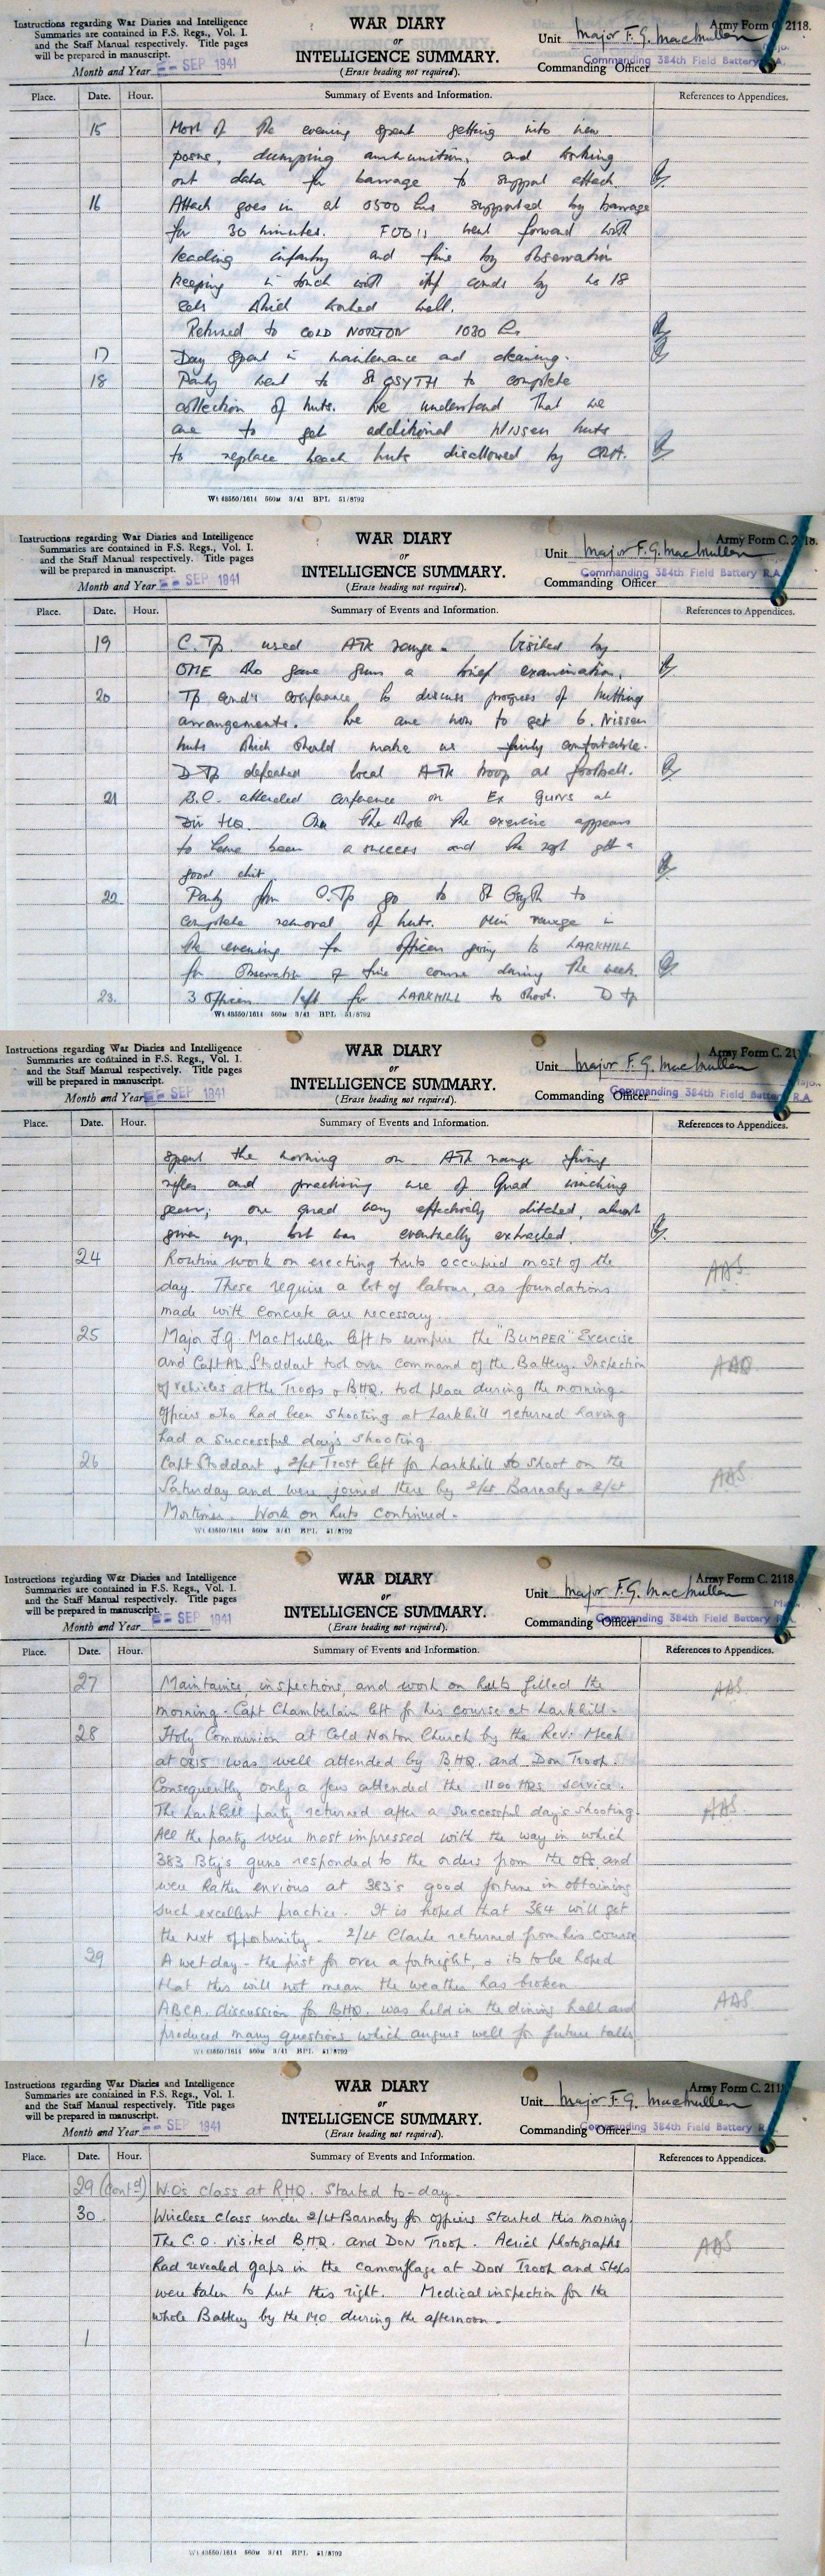 Instructions regarding War Diaries and Intelligence
Summaries are contained in F.S. Regs., Vol. I.
and the Staff Manual respectively. Title pages
will be prepared in manuscript.
Month and Year - SEP 1941
WAR DIARY
or
INTELLIGENCE SUMMARY.
(Erase heading not required).
Army Form C. 2118.
Unit Major F.G. MacMullen
Commanding Officer Commanding 384th Field Battery R.A.
Place. Date. Hour. Summary of Events and Information. References to Appendices.
15 Most of the evening spent getting into new
posns, dumping ammunition, and working
out data for barrage to support attack.
16 Attack goes in at 0500 hrs supported by barrage
for 30 minutes. FOO's went forward with
leading infantry and fire by observation
keeping in touch with inf comds by No 18
sets which worked well.
Returned to COLD NORTON 1030 hrs
17 Day spent in maintenance and cleaning.
18 Party went to St OSYTH to complete
collection of huts. We understand that we
are to get additional Nissen huts
to replace beach huts disallowed by CRA.
Wt 48550/1614 560M 3/41 BPL 51/8792
Instructions regarding War Diaries and Intelligence
Summaries are contained in F.S. Regs., Vol. I.
and the Staff Manual respectively. Title pages
will be prepared in manuscript.
Month and Year - SEP 1941
WAR DIARY
or
INTELLIGENCE SUMMARY.
(Erase heading not required).
Army Form C. 2118.
Unit Major F.G. MacMullen
Commanding Officer Commanding 384th Field Battery R.A.
Place. Date. Hour. Summary of Events and Information. References to Appendices.
19 C. Tp. used ATk range. Visited by
OME who gave guns a brief examination.
20 Tp comd's conference to discuss progress of hutting
arrangements. We are now to get 6. Nissen
huts which should make us fairly comfortable.
D Tp defeated local ATk troop at football.
21 B.C. attended conference on Ex Guns at
Div HQ. On the whole the exercise appears
to have been a success and the regt got a
good chit.
22 Party from C.Tp go to St Osyth to
complete removal of huts. Min range in
the evening for officers going to LARKHILL
for Observation of fire course during the week.
23. 3 Officers left for LARKHILL to shoot. D tp
Wt 48550/1614 560M 3/41 BPL 51/8792
Instructions regarding War Diaries and Intelligence
Summaries are contained in F.S. Regs., Vol. I.
and the Staff Manual respectively. Title pages
will be prepared in manuscript.
Month and Year - SEP 1941
WAR DIARY
or
INTELLIGENCE SUMMARY.
(Erase heading not required).
Army Form C. 211
Unit Major F.G. MacMullen
Major
Commanding Officer Commanding 384th Field Battery R.A
Place. Date. Hour. Summary of Events and Information. References to Appendices.
spent the morning on ATk range firing
rifles and practising use of Quad winching
gear; one quad very effectively ditched, almost
given up, but was eventually extracted.
24 Routine work on erecting huts occupied most of the
day. These require a lot of labour, as foundations
made with concrete are necessary. AAS
25 Major F.G. MacMullen left to umpire the "BUMPER" Exercise
and Capt AA. Stoddart took over command of the Battery. Inspection
of vehicles at the Troops & BHQ. took place during the morning.
Officers who had been shooting at Larkhill returned having
had a successful day's shooting. AAS
26 Capt Stoddart & 2/Lt Trost left for Larkhill to shoot on the
Saturday and were joined there by 2/Lt Barnaby & 2/Lt
Mortimer. Work on huts continued. AAS
Wt 48550/1614 560M 3/41 BPL 51/8792
Instructions regarding War Diaries and Intelligence
Summaries are contained in F.S. Regs., Vol. I.
and the Staff Manual respectively. Title pages
will be prepared in manuscript.
Month and Year - SEP 1941
WAR DIARY
or
INTELLIGENCE SUMMARY.
(Erase heading not required).
Army Form C. 2118.
Unit Major F.G. MacMullen
Commanding Officer Commanding 384th Field Battery
Place. Date. Hour. Summary of Events and Information. References to Appendices.
27 Maintaince, inspections, and work on huts filled the AAS
morning. Capt Chamberlain left for his course at Larkhill.
28 Holy Communion at Cold Norton Church by the Rev: Meek
at 0815 was well attended by BHQ. and Don Troop.
Consequently only a few attended the 1100 HRS service.
The Larkhill party returned after a successful day's shooting. AAS
All the party were most impressed with the way in which
383 Bty's guns responded to the orders from the OPs and
were Rather envious at 383's good fortune in obtaining
such excellent practice. It is hoped that 384 will get
the next opportunity. 2/Lt Clarke returned from his course
29 A wet day - the first for over a fortnight, & its to be hoped
that this will not mean the weather has broken.
ABCA. discussion for BHQ. was held in the dining hall and AAS
produced many questions which augurs well for future talks
Wt 48550/1614 560M 3/41 BPL 51/8792
Instructions regarding War Diaries and Intelligence
Summaries are contained in F.S. Regs., Vol. I.
and the Staff Manual respectively. Title pages
will be prepared in manuscript.
Month and Year - SEP 1941
WAR DIARY
or
INTELLIGENCE SUMMARY.
(Erase heading not required).
Army Form C. 211
Unit Major F.G. MacMullen
Commanding Officer Commanding 384th Field Battery R.
Place. Date. Hour. Summary of Events and Information. References to Appendices.
29 (cont'd) W.O's class at RHQ. Started to-day.
30. Wireless class under 2/Lt Barnaby for officers started this morning.
The C.O. visited BHQ. and DON Troop. Aerial photographs AAS
had revealed gaps in the camouflage at DON Troop and steps
were taken to put this right. Medical inspection for the
whole Battery by the MO during the afternoon.
Wt 48550/1614 560M 3/41 BPL 51/8792